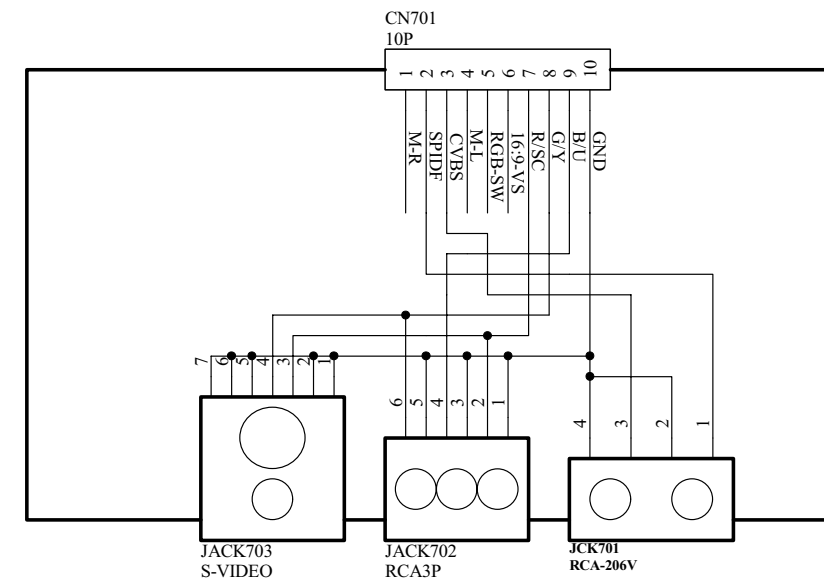 CN701
10P
1 2 3 4 5 6 7 8 9 10
M-R
SPIDF
CVBS
M-L
RGB-SW
16:9-VS
R/SC
G/Y
B/U
GND
7 6 5 4 3 2 1
6 5 4 3 2 1
4 3 2 1
JACK703
S-VIDEO
JACK702
RCA3P
JCK701
RCA-206V